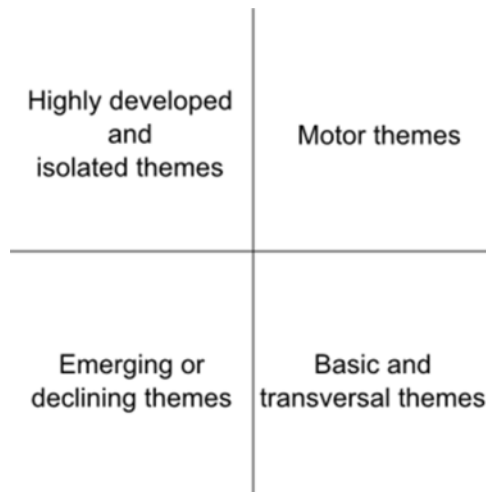 Highly developed
and
isolated themes
Motor themes
Emerging or
declining themes
Basic and
transversal themes